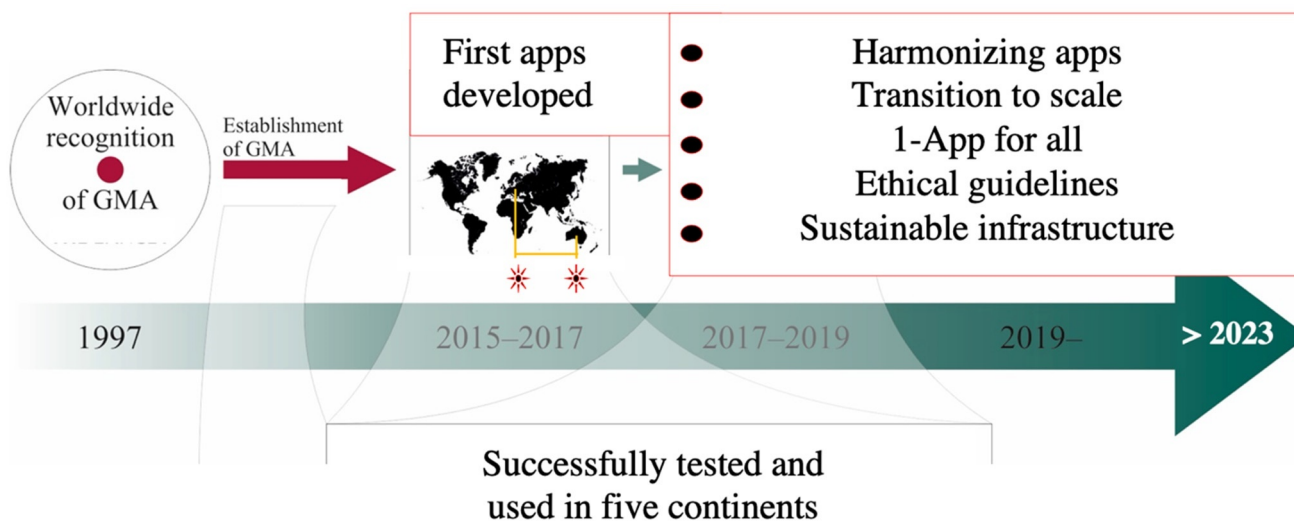 Worldwide
recognition
of GMA
Establishment
of GMA
First apps
developed
Harmonizing apps
Transition to scale
1-App for all
Ethical guidelines
Sustainable infrastructure
1997
2015–2017
2017–2019
2019–
> 2023
Successfully tested and
used in five continents